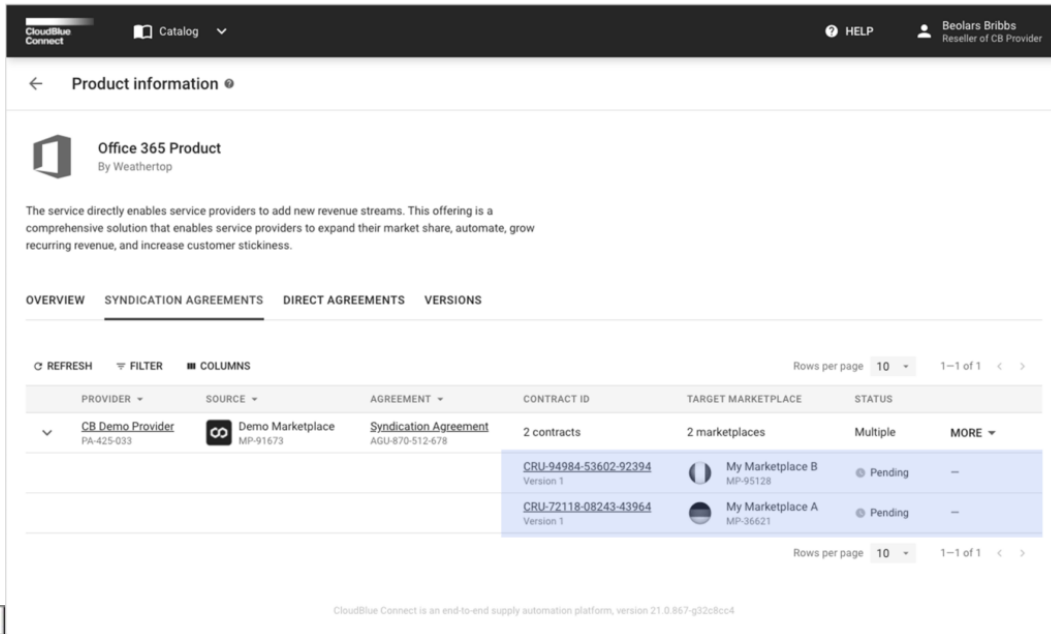 CloudBlue
Connect
Catalog
HELP
Beolars Bribbs
Reseller of CB Provider
Product information
Office 365 Product
By Weathertop
The service directly enables service providers to add new revenue streams. This offering is a
comprehensive solution that enables service providers to expand their market share, automate, grow
recurring revenue, and increase customer stickiness.
OVERVIEW SYNDICATION AGREEMENTS DIRECT AGREEMENTS VERSIONS
REFRESH FILTER COLUMNS Rows per page 10 1–1 of 1
PROVIDER SOURCE AGREEMENT CONTRACT ID TARGET MARKETPLACE STATUS
CB Demo Provider Demo Marketplace Syndication Agreement 2 contracts 2 marketplaces Multiple MORE
PA-425-033 MP-91673 AGU-870-512-678
CRU-94984-53602-92394 My Marketplace B Pending –
Version 1 MP-95128
CRU-72118-08243-43964 My Marketplace A Pending –
Version 1 MP-36621
Rows per page 10 1–1 of 1
CloudBlue Connect is an end-to-end supply automation platform, version 21.0.867-g32c8cc4